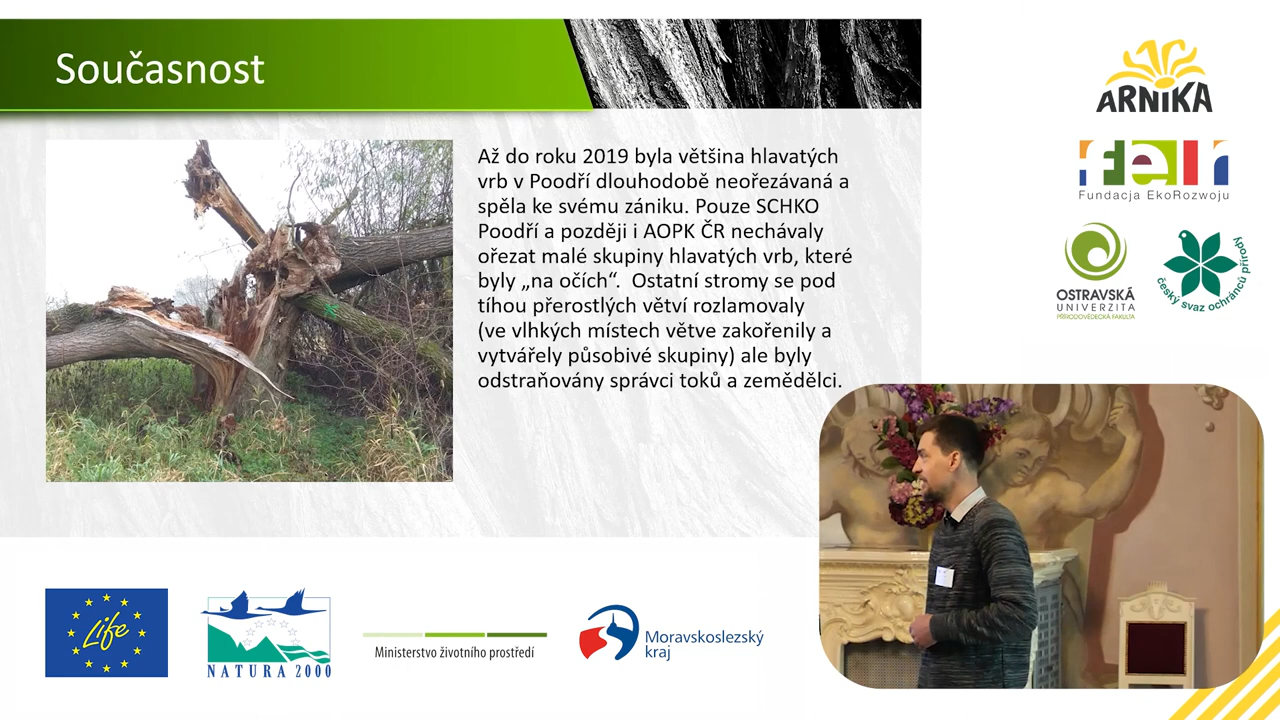 Současnost
Až do roku 2019 byla většina hlavatých
vrb v Poodří dlouhodobě neořezávaná a
spěla ke svému zániku. Pouze SCHKO
Poodří a později i AOPK ČR nechávaly
ořezat malé skupiny hlavatých vrb, které
byly „na očích“.  Ostatní stromy se pod
tíhou přerostlých větví rozlamovaly
(ve vlhkých místech větve zakořenily a
vytvářely působivé skupiny) ale byly
odstraňovány správci toků a zemědělci.
ARNIKA
feri
Fundacja EkoRozwoju
OSTRAVSKÁ
UNIVERZITA
PŘÍRODOVĚDECKÁ FAKULTA
český svaz ochránců přírody
Life
NATURA 2000
Ministerstvo životního prostředí
Moravskoslezský
kraj